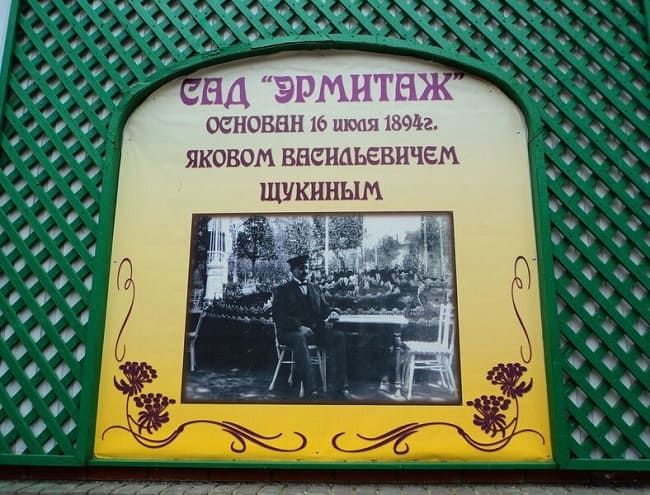 САД "ЭРМИТАЖ"
ОСНОВАН 16 июля 1894г.
ЯКОВОМ ВАСИЛЬЕВИЧЕМ
ЩУКИНЫМ